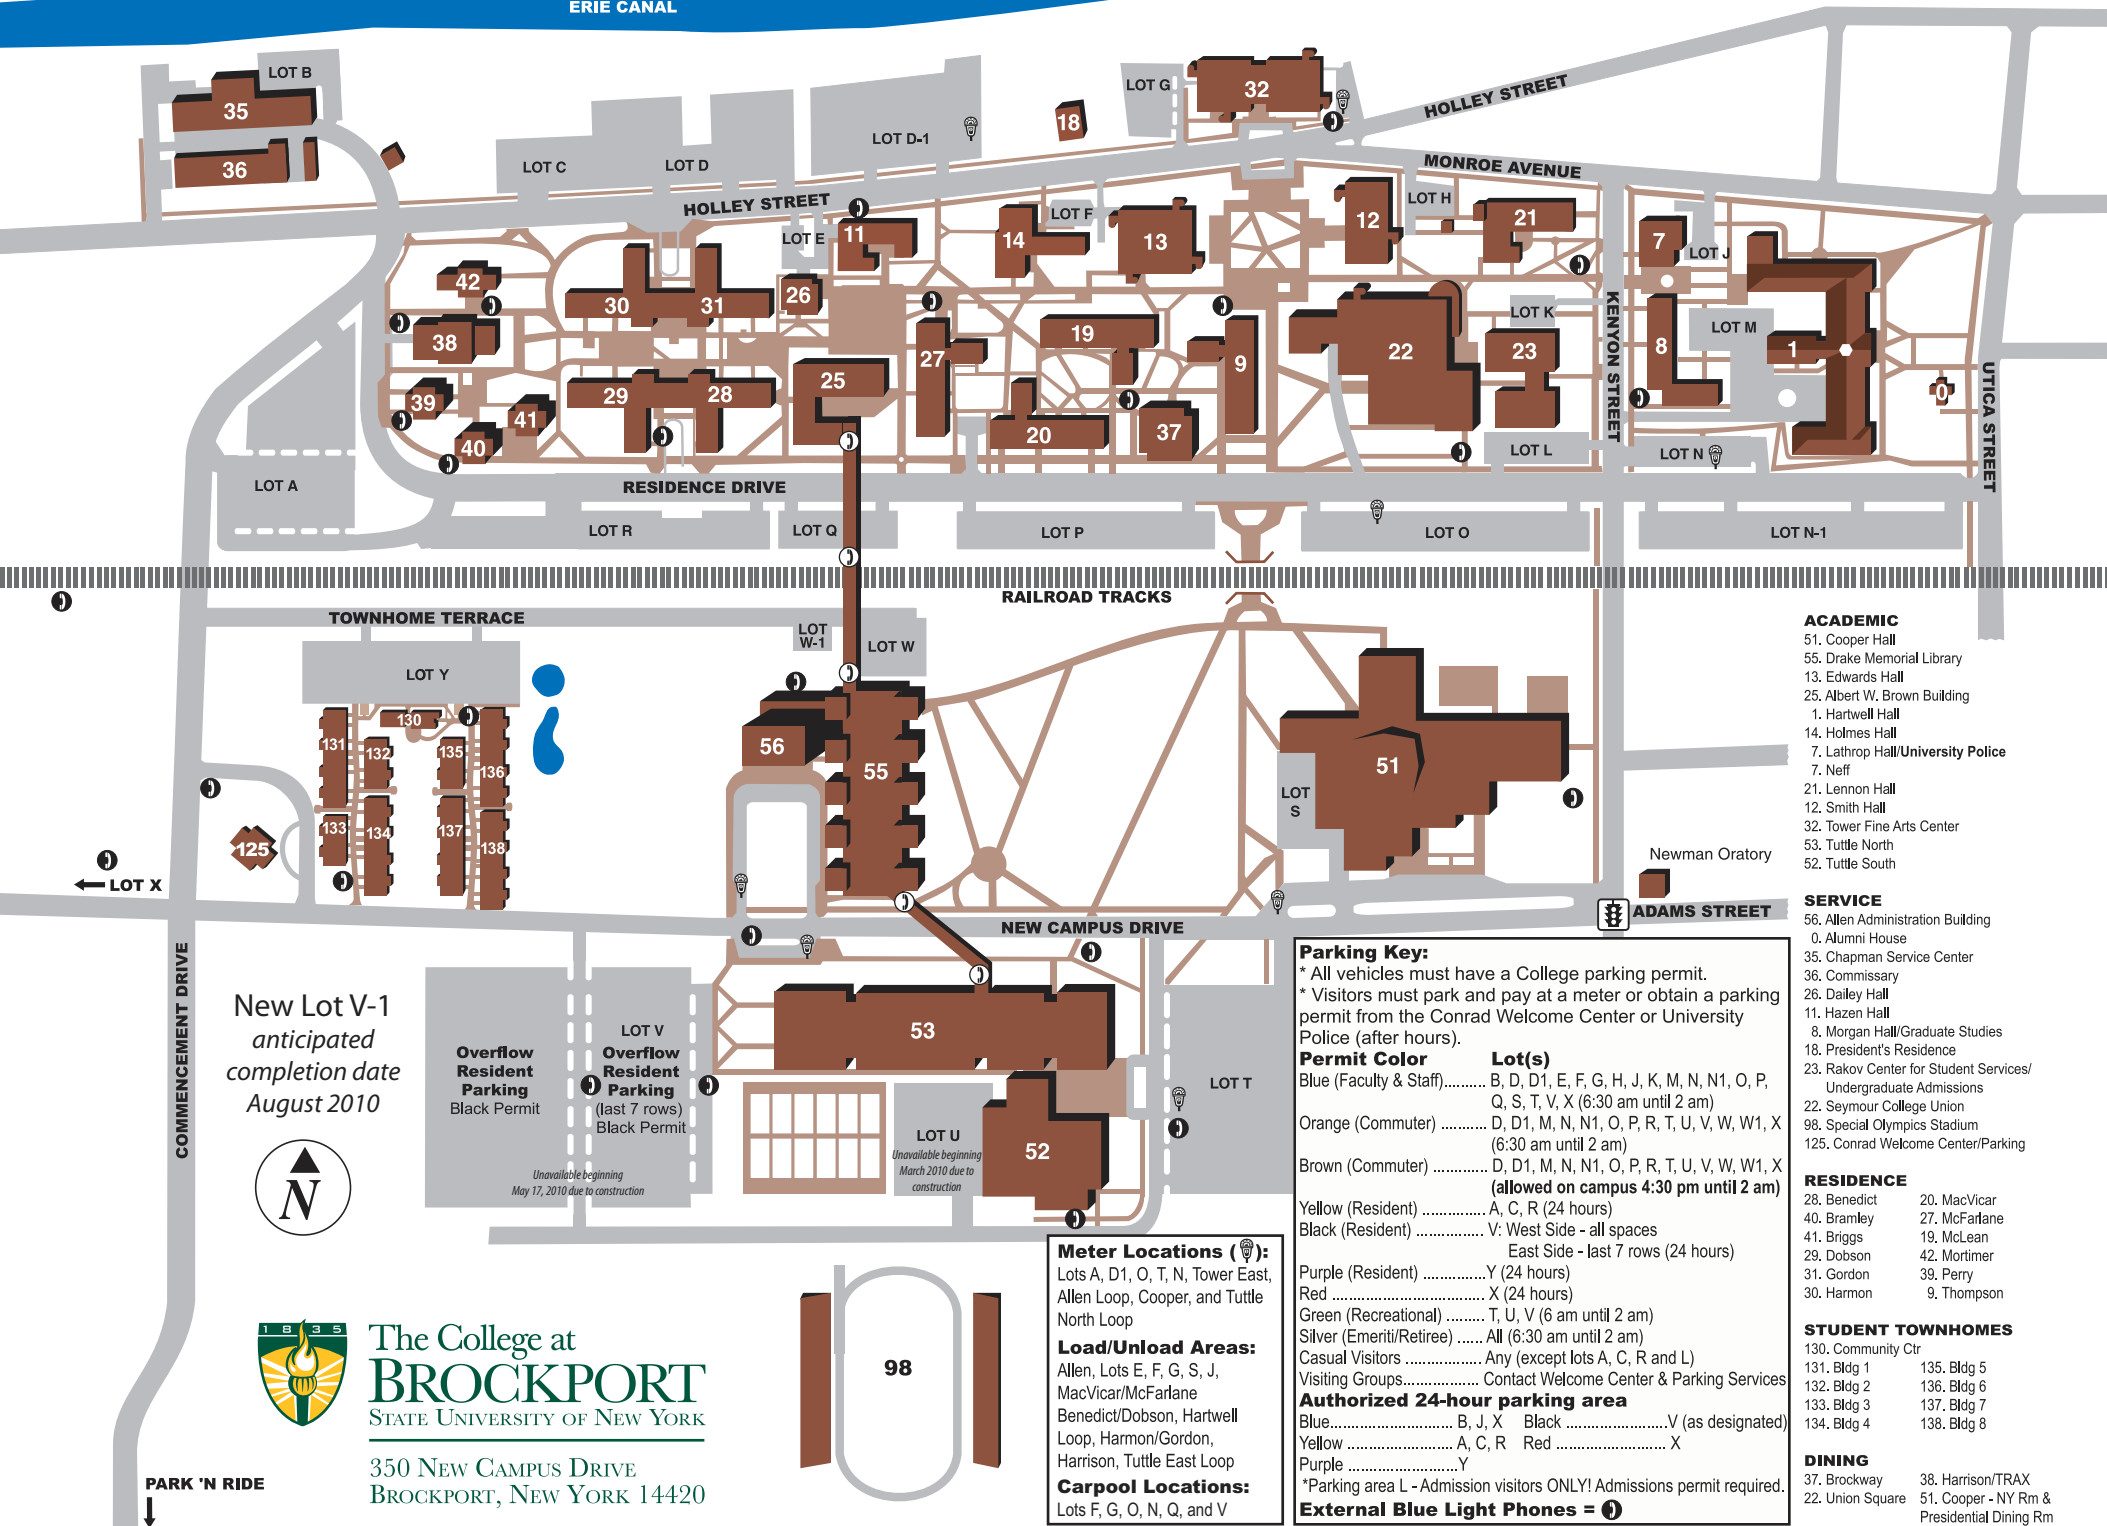 ERIE CANAL
LOT B
35
36
LOT C
LOT D
LOT D-1
18
LOT G
32
HOLLEY STREET
MONROE AVENUE
HOLLEY STREET
LOT E
11
LOT F
14
13
12
LOT H
21
7
LOT J
42
30
31
26
38
39
41
40
29
28
25
27
19
20
37
9
22
LOT K
23
KENYON STREET
8
LOT M
1
0
UTICA STREET
LOT L
LOT N
LOT A
RESIDENCE DRIVE
LOT R
LOT Q
LOT P
LOT O
LOT N-1
RAILROAD TRACKS
TOWNHOME TERRACE
LOT
W-1
LOT W
LOT Y
130
131
132
135
136
133
134
137
138
125
56
55
51
LOT
S
Newman Oratory
LOT X
NEW CAMPUS DRIVE
ADAMS STREET
COMMENCEMENT DRIVE
New Lot V-1
anticipated
completion date
August 2010
N
Overflow
Resident
Parking
Black Permit
LOT V
Overflow
Resident
Parking
(last 7 rows)
Black Permit
Unavailable beginning
May 17, 2010 due to construction
53
LOT U
Unavailable beginning
March 2010 due to
construction
52
LOT T
98
PARK 'N RIDE
1835
The College at
BROCKPORT
STATE UNIVERSITY OF NEW YORK
350 NEW CAMPUS DRIVE
BROCKPORT, NEW YORK 14420
Meter Locations ( ):
Lots A, D1, O, T, N, Tower East,
Allen Loop, Cooper, and Tuttle
North Loop
Load/Unload Areas:
Allen, Lots E, F, G, S, J,
MacVicar/McFarlane
Benedict/Dobson, Hartwell
Loop, Harmon/Gordon,
Harrison, Tuttle East Loop
Carpool Locations:
Lots F, G, O, N, Q, and V
Parking Key:
* All vehicles must have a College parking permit.
* Visitors must park and pay at a meter or obtain a parking
permit from the Conrad Welcome Center or University
Police (after hours).
Permit Color Lot(s)
Blue (Faculty & Staff)......... B, D, D1, E, F, G, H, J, K, M, N, N1, O, P,
Q, S, T, V, X (6:30 am until 2 am)
Orange (Commuter) .......... D, D1, M, N, N1, O, P, R, T, U, V, W, W1, X
(6:30 am until 2 am)
Brown (Commuter) ............ D, D1, M, N, N1, O, P, R, T, U, V, W, W1, X
(allowed on campus 4:30 pm until 2 am)
Yellow (Resident) .............. A, C, R (24 hours)
Black (Resident) ................ V: West Side - all spaces
East Side - last 7 rows (24 hours)
Purple (Resident) ..............Y (24 hours)
Red ............................... X (24 hours)
Green (Recreational) ........ T, U, V (6 am until 2 am)
Silver (Emeriti/Retiree) ...... All (6:30 am until 2 am)
Casual Visitors .................. Any (except lots A, C, R and L)
Visiting Groups.................. Contact Welcome Center & Parking Services
Authorized 24-hour parking area
Blue............................. B, J, X Black ........................V (as designated)
Yellow ......................... A, C, R Red .......................... X
Purple .........................Y
*Parking area L - Admission visitors ONLY! Admissions permit required.
External Blue Light Phones =
ACADEMIC
51. Cooper Hall
55. Drake Memorial Library
13. Edwards Hall
25. Albert W. Brown Building
1. Hartwell Hall
14. Holmes Hall
7. Lathrop Hall/University Police
7. Neff
21. Lennon Hall
12. Smith Hall
32. Tower Fine Arts Center
53. Tuttle North
52. Tuttle South
SERVICE
56. Allen Administration Building
0. Alumni House
35. Chapman Service Center
36. Commissary
26. Dailey Hall
11. Hazen Hall
8. Morgan Hall/Graduate Studies
18. President's Residence
23. Rakov Center for Student Services/
Undergraduate Admissions
22. Seymour College Union
98. Special Olympics Stadium
125. Conrad Welcome Center/Parking
RESIDENCE
28. Benedict 20. MacVicar
40. Bramley 27. McFarlane
41. Briggs 19. McLean
29. Dobson 42. Mortimer
31. Gordon 39. Perry
30. Harmon 9. Thompson
STUDENT TOWNHOMES
130. Community Ctr
131. Bldg 1 135. Bldg 5
132. Bldg 2 136. Bldg 6
133. Bldg 3 137. Bldg 7
134. Bldg 4 138. Bldg 8
DINING
37. Brockway 38. Harrison/TRAX
22. Union Square 51. Cooper - NY Rm &
Presidential Dining Rm